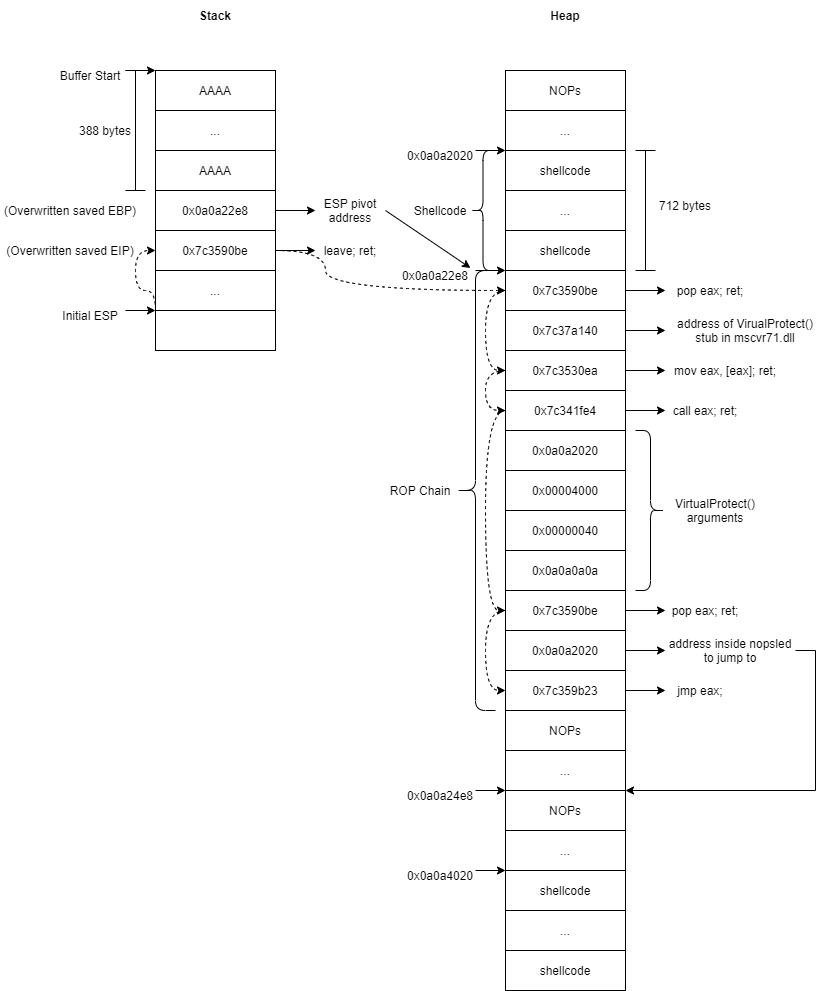 Stack
Heap
Buffer Start
388 bytes
AAAA
...
AAAA
(Overwritten saved EBP)
0x0a0a22e8
ESP pivot
address
(Overwritten saved EIP)
0x7c3590be
leave; ret;
...
Initial ESP
NOPs
...
0x0a0a2020
shellcode
712 bytes
Shellcode
...
shellcode
0x0a0a22e8
0x7c3590be
pop eax; ret;
0x7c37a140
address of VirualProtect()
stub in mscvr71.dll
0x7c3530ea
mov eax, [eax]; ret;
0x7c341fe4
call eax; ret;
0x0a0a2020
ROP Chain
0x00004000
VirtualProtect()
arguments
0x00000040
0x0a0a0a0a
0x7c3590be
pop eax; ret;
0x0a0a2020
address inside nopsled
to jump to
0x7c359b23
jmp eax;
NOPs
...
0x0a0a24e8
NOPs
...
0x0a0a4020
shellcode
...
shellcode